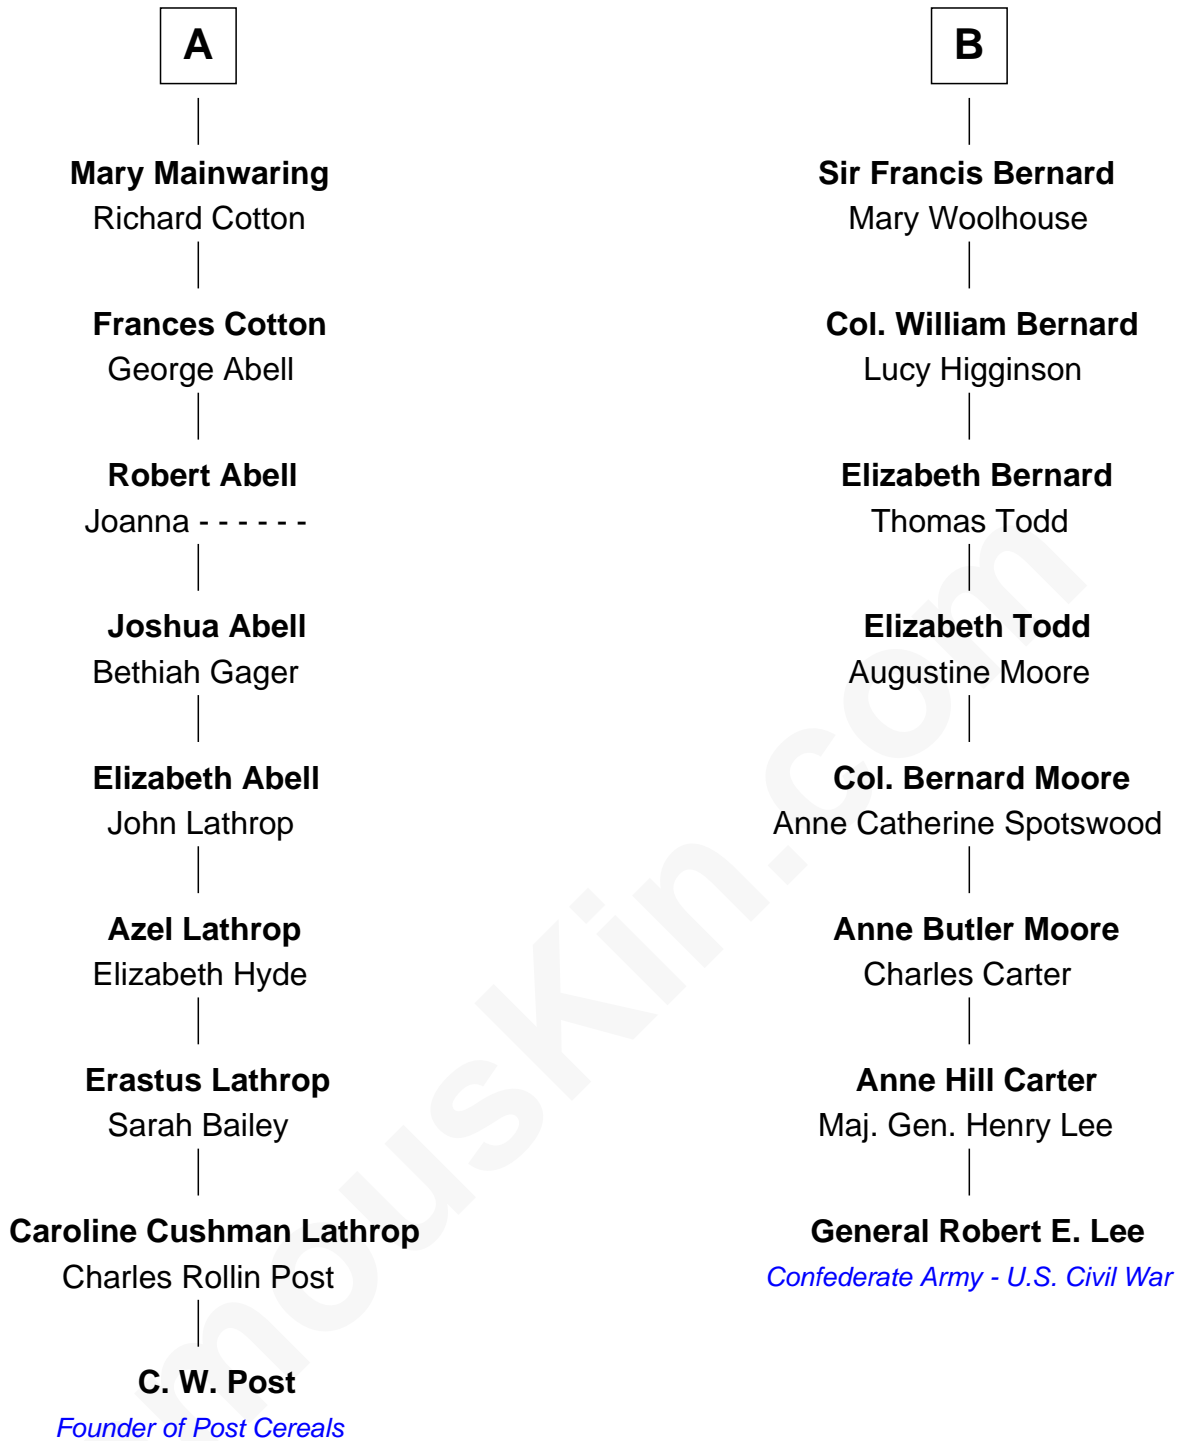 A
Mary Mainwaring
Richard Cotton
Frances Cotton
George Abell
Robert Abell
Joanna - - - - - -
Joshua Abell
Bethiah Gager
Elizabeth Abell
John Lathrop
Azel Lathrop
Elizabeth Hyde
Erastus Lathrop
Sarah Bailey
Caroline Cushman Lathrop
Charles Rollin Post
C. W. Post
Founder of Post Cereals
B
Sir Francis Bernard
Mary Woolhouse
Col. William Bernard
Lucy Higginson
Elizabeth Bernard
Thomas Todd
Elizabeth Todd
Augustine Moore
Col. Bernard Moore
Anne Catherine Spotswood
Anne Butler Moore
Charles Carter
Anne Hill Carter
Maj. Gen. Henry Lee
General Robert E. Lee
Confederate Army - U.S. Civil War
mousKin.com